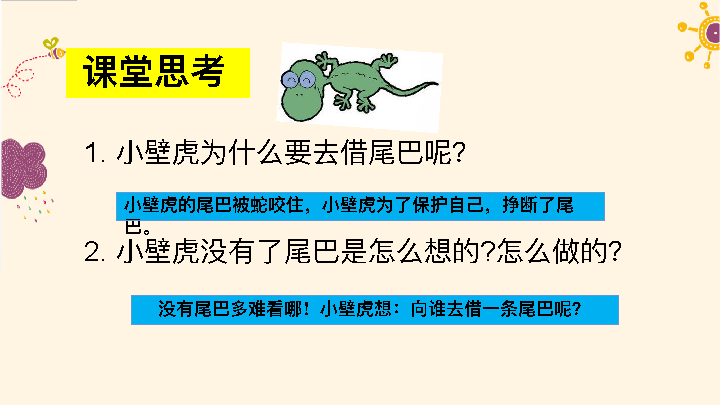 课堂思考
1. 小壁虎为什么要去借尾巴呢?
小壁虎的尾巴被蛇咬住，小壁虎为了保护自己，挣断了尾
巴。
2. 小壁虎没有了尾巴是怎么想的?怎么做的?
没有尾巴多难看哪！小壁虎想：向谁去借一条尾巴呢?